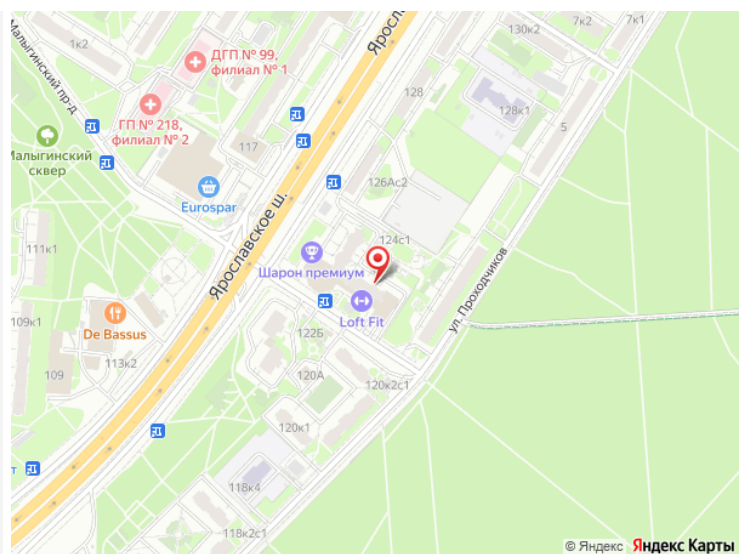 1к2
ДГП № 99,
филиал № 1
ГП № 218,
филиал № 2
Малыгинский пр-д
Малыгинский
сквер
117
Eurospar
Ярославское ш.
Яросл
130к2
7к2
7к1
128
128к1
5
126Ас2
124с1
Шарон премиум
Loft Fit
ул. Проходчиков
111к1
109к1
De Bassus
113к2
109
122Б
120А
120к2с1
120к1
118к4
118к2с1
т
© Яндекс Яндекс Карты